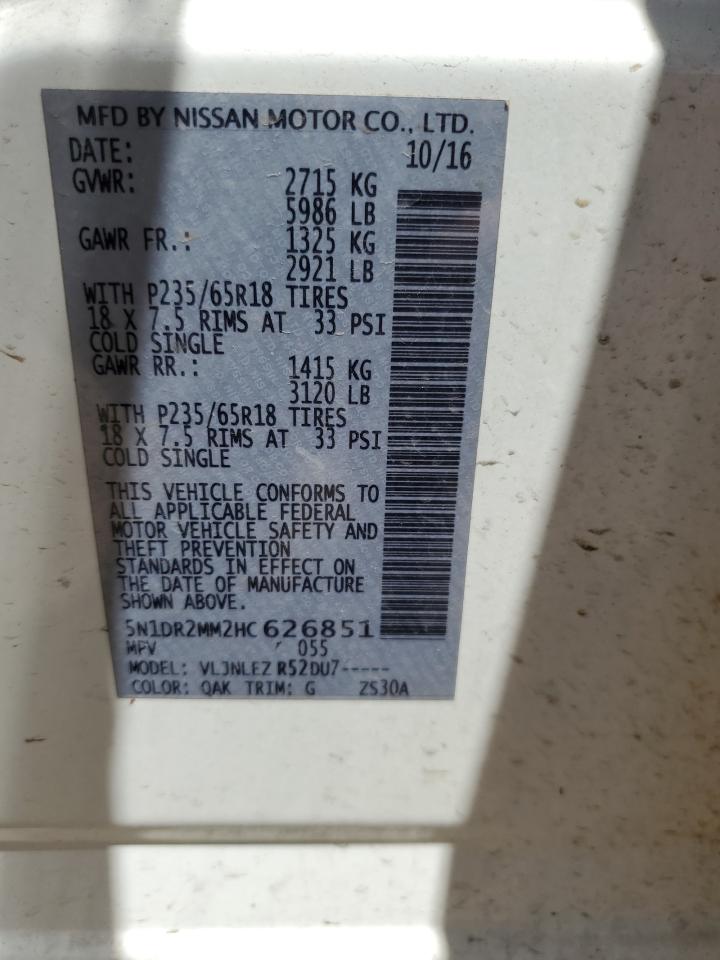 MFD BY NISSAN MOTOR CO., LTD.
DATE: 10/16
GVWR: 2715 KG
5986 LB
GAWR FR.: 1325 KG
2921 LB
WITH P235/65R18 TIRES
18 X 7.5 RIMS AT 33 PSI
COLD SINGLE
GAWR RR.: 1415 KG
3120 LB
WITH P235/65R18 TIRES
18 X 7.5 RIMS AT 33 PSI
COLD SINGLE
THIS VEHICLE CONFORMS TO
ALL APPLICABLE FEDERAL
MOTOR VEHICLE SAFETY AND
THEFT PREVENTION
STANDARDS IN EFFECT ON
THE DATE OF MANUFACTURE
SHOWN ABOVE.
5N1DR2MM2HC626851
MPV 055
MODEL: VLJNLEZ R52DU7-----
COLOR: QAK TRIM: G ZS30A